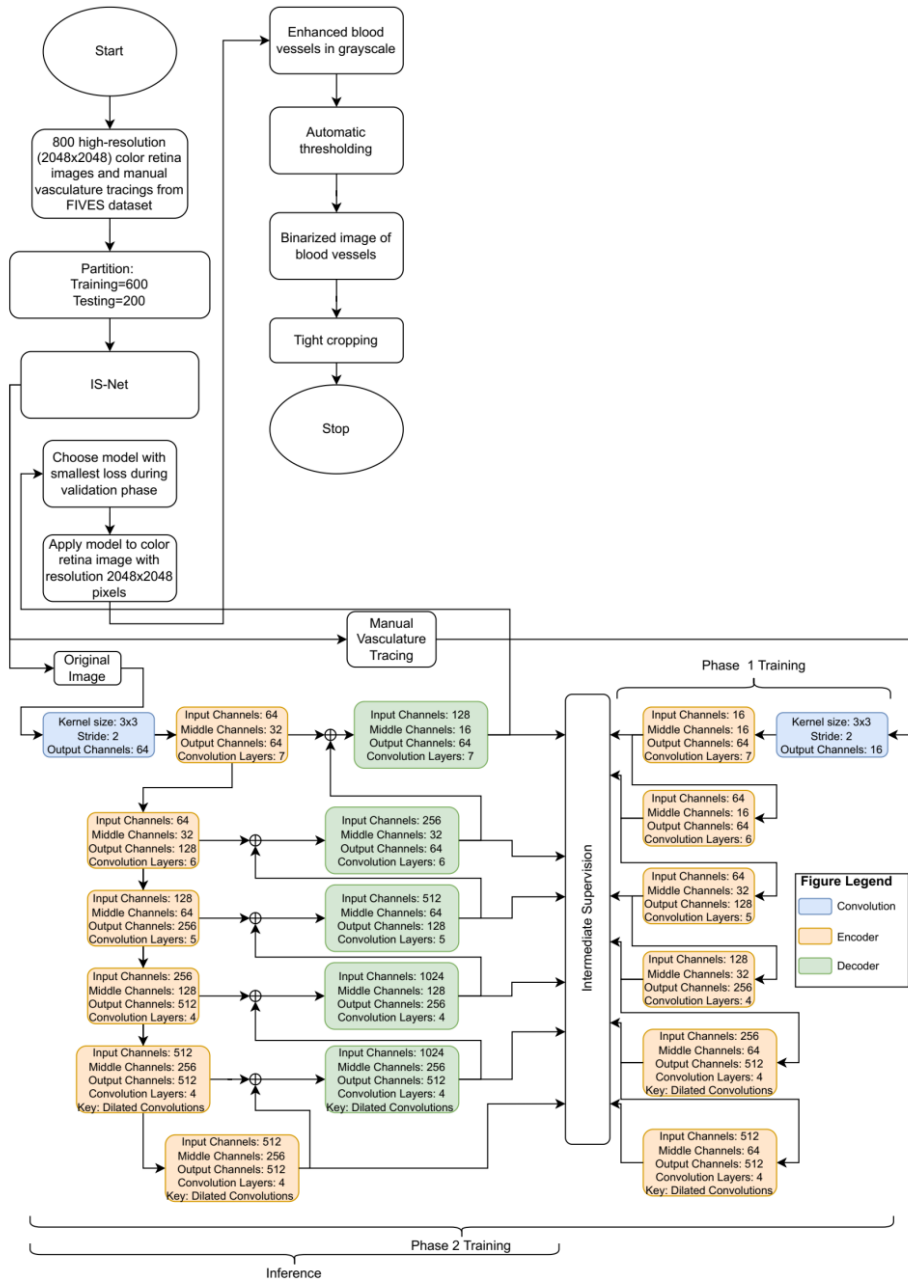 Start
800 high-resolution
(2048x2048) color retina
images and manual
vasculature tracings from
FIVES dataset
Partition:
Training=600
Testing=200
IS-Net
Choose model with
smallest loss during
validation phase
Apply model to color
retina image with
resolution 2048x2048
pixels
Enhanced blood
vessels in grayscale
Automatic
thresholding
Binarized image of
blood vessels
Tight cropping
Stop
Manual
Vasculature
Tracing
Original
Image
Kernel size: 3x3
Stride: 2
Output Channels: 64
Input Channels: 64
Middle Channels: 32
Output Channels: 64
Convolution Layers: 7
Input Channels: 128
Middle Channels: 16
Output Channels: 64
Convolution Layers: 7
Input Channels: 64
Middle Channels: 32
Output Channels: 128
Convolution Layers: 6
Input Channels: 256
Middle Channels: 32
Output Channels: 64
Convolution Layers: 6
Input Channels: 128
Middle Channels: 64
Output Channels: 256
Convolution Layers: 5
Input Channels: 512
Middle Channels: 64
Output Channels: 128
Convolution Layers: 5
Input Channels: 256
Middle Channels: 128
Output Channels: 512
Convolution Layers: 4
Input Channels: 1024
Middle Channels: 128
Output Channels: 256
Convolution Layers: 4
Input Channels: 512
Middle Channels: 256
Output Channels: 512
Convolution Layers: 4
Key: Dilated Convolutions
Input Channels: 1024
Middle Channels: 256
Output Channels: 512
Convolution Layers: 4
Key: Dilated Convolutions
Input Channels: 512
Middle Channels: 256
Output Channels: 512
Convolution Layers: 4
Key: Dilated Convolutions
Intermediate Supervision
Phase 1 Training
Input Channels: 16
Middle Channels: 16
Output Channels: 64
Convolution Layers: 7
Kernel size: 3x3
Stride: 2
Output Channels: 16
Input Channels: 64
Middle Channels: 16
Output Channels: 64
Convolution Layers: 6
Input Channels: 64
Middle Channels: 32
Output Channels: 128
Convolution Layers: 5
Input Channels: 128
Middle Channels: 32
Output Channels: 256
Convolution Layers: 4
Input Channels: 256
Middle Channels: 64
Output Channels: 512
Convolution Layers: 4
Key: Dilated Convolutions
Input Channels: 512
Middle Channels: 64
Output Channels: 512
Convolution Layers: 4
Key: Dilated Convolutions
Figure Legend
Convolution
Encoder
Decoder
Phase 2 Training
Inference